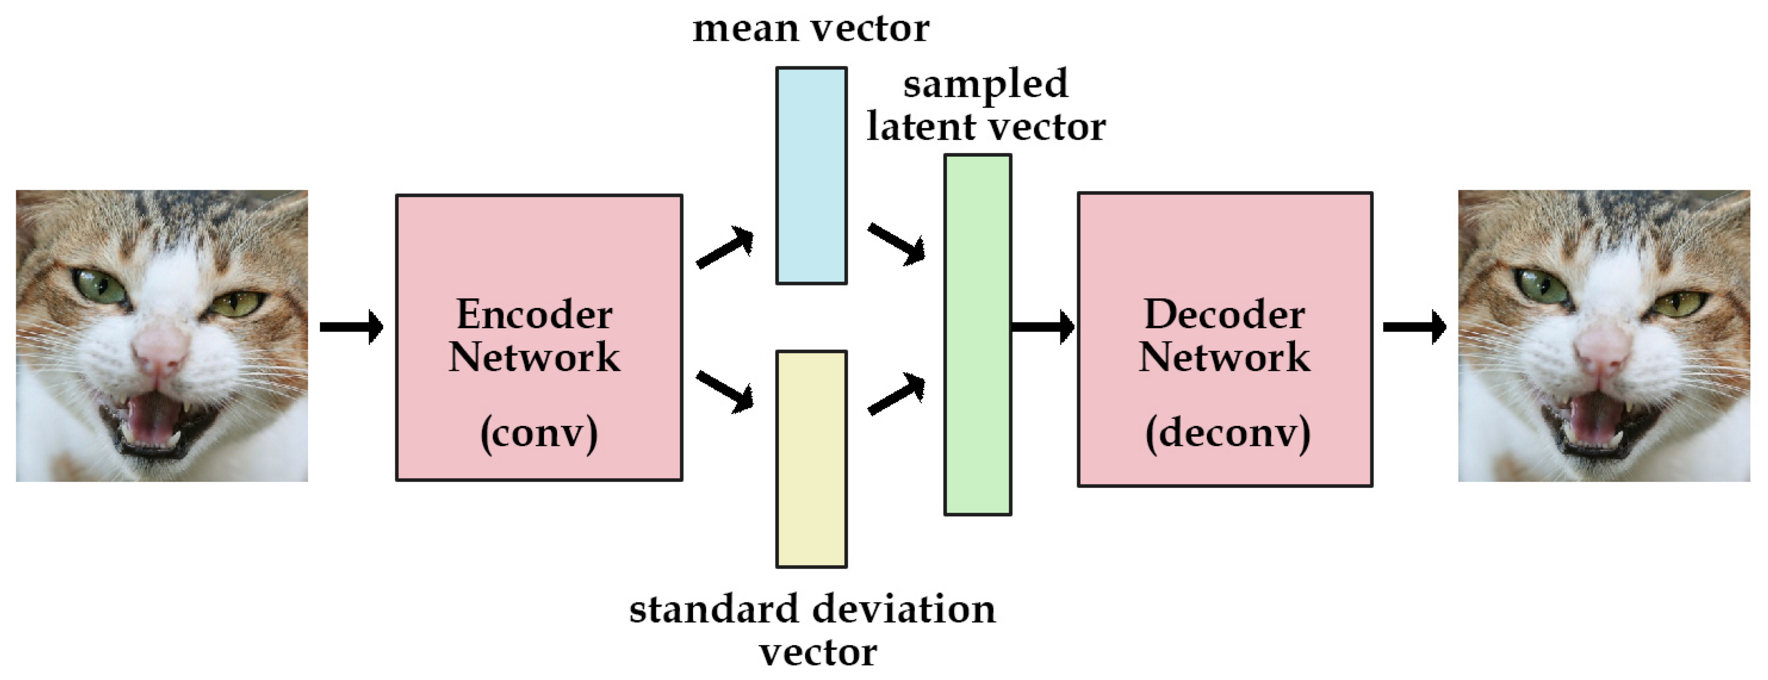 mean vector
sampled
latent vector
Encoder
Network
(conv)
Decoder
Network
(deconv)
standard deviation
vector